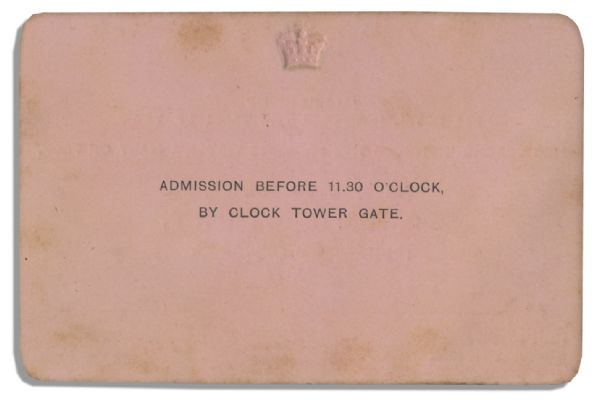 ADMISSION BEFORE 11.30 O'CLOCK,
BY CLOCK TOWER GATE.